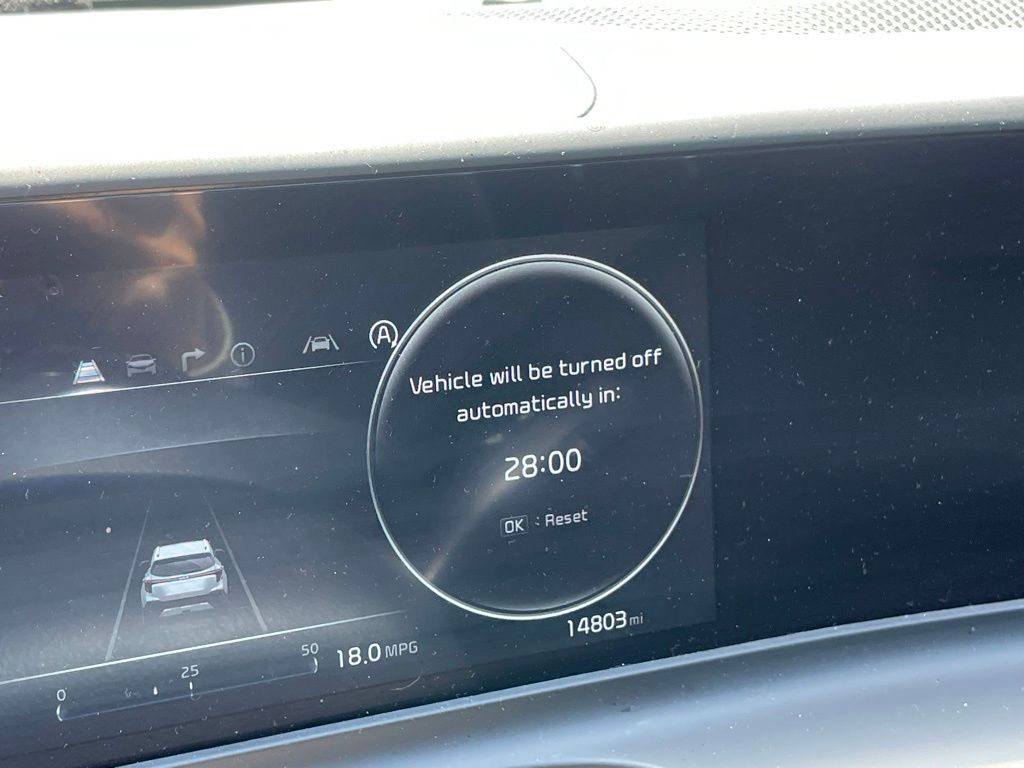 A
i
Vehicle will be turned off
automatically in:
28:00
OK : Reset
14803 mi
0 25 50
18.0 MPG